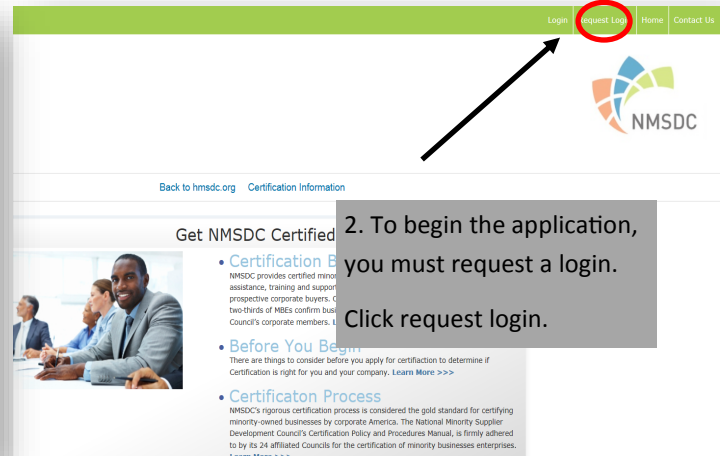 Login Request Login Home Contact Us
NMSDC
Back to hmsdc.org Certification Information
Get NMSDC Certified
2. To begin the application,
you must request a login.
Click request login.
• Certification B
NMSDC provides certified minor
assistance, training and support
prospective corporate buyers.
two-thirds of MBEs confirm busi
Council's corporate members.
• Before You Begin
There are things to consider before you apply for certifiaction to determine if
Certification is right for you and your company. Learn More >>>
• Certificaton Process
NMSDC's rigorous certification process is considered the gold standard for certifying
minority-owned businesses by corporate America. The National Minority Supplier
Development Council's Certification Policy and Procedures Manual, is firmly adhered
to by its 24 affiliated Councils for the certification of minority businesses enterprises.
Learn More >>>